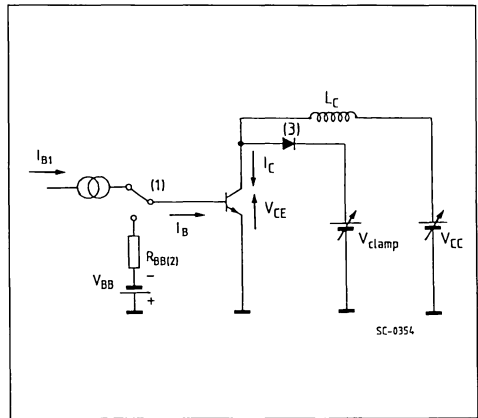 L_C
(3)
I_B1
(1)
I_C
V_CE
I_B
V_clamp
V_CC
R_BB(2)
V_BB
−
+
SC-0354